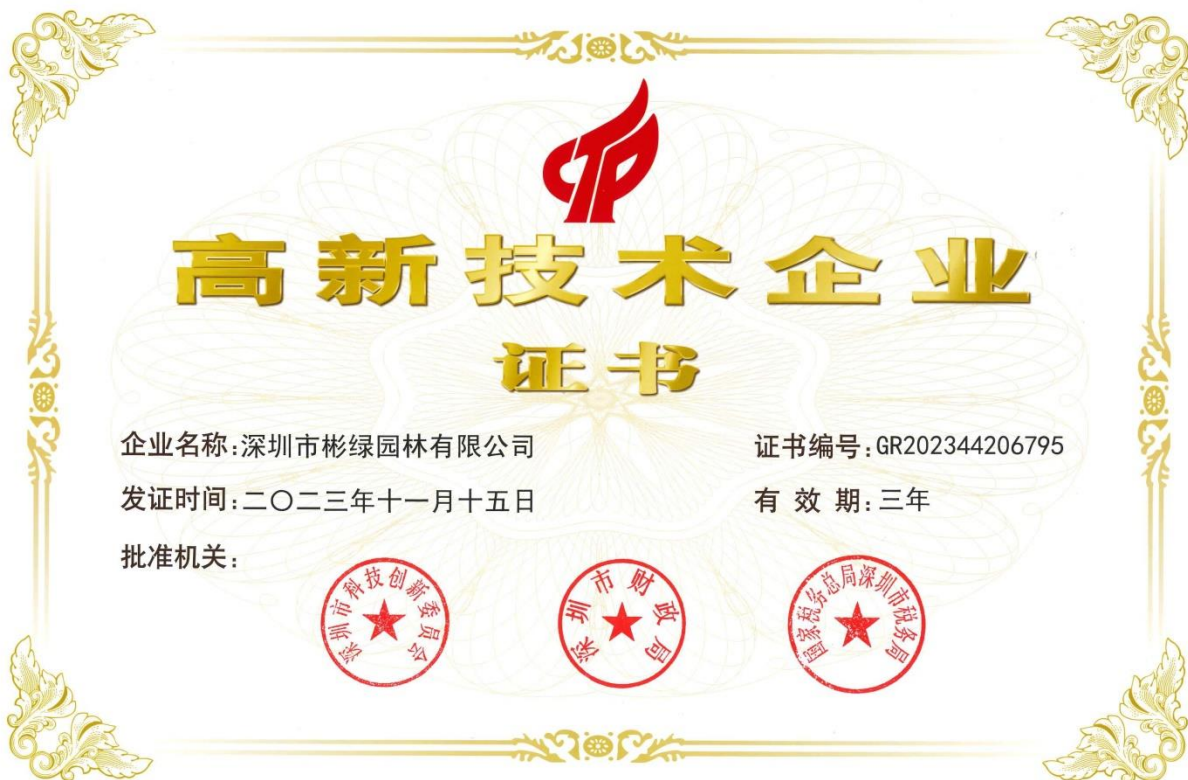 高新技术企业
证书
企业名称:深圳市彬绿园林有限公司
证书编号:GR202344206795
发证时间:二〇二三年十一月十五日
有效期:三年
批准机关:
深圳市科技创新委员会
深圳市财政局
国家税务总局深圳市税务局